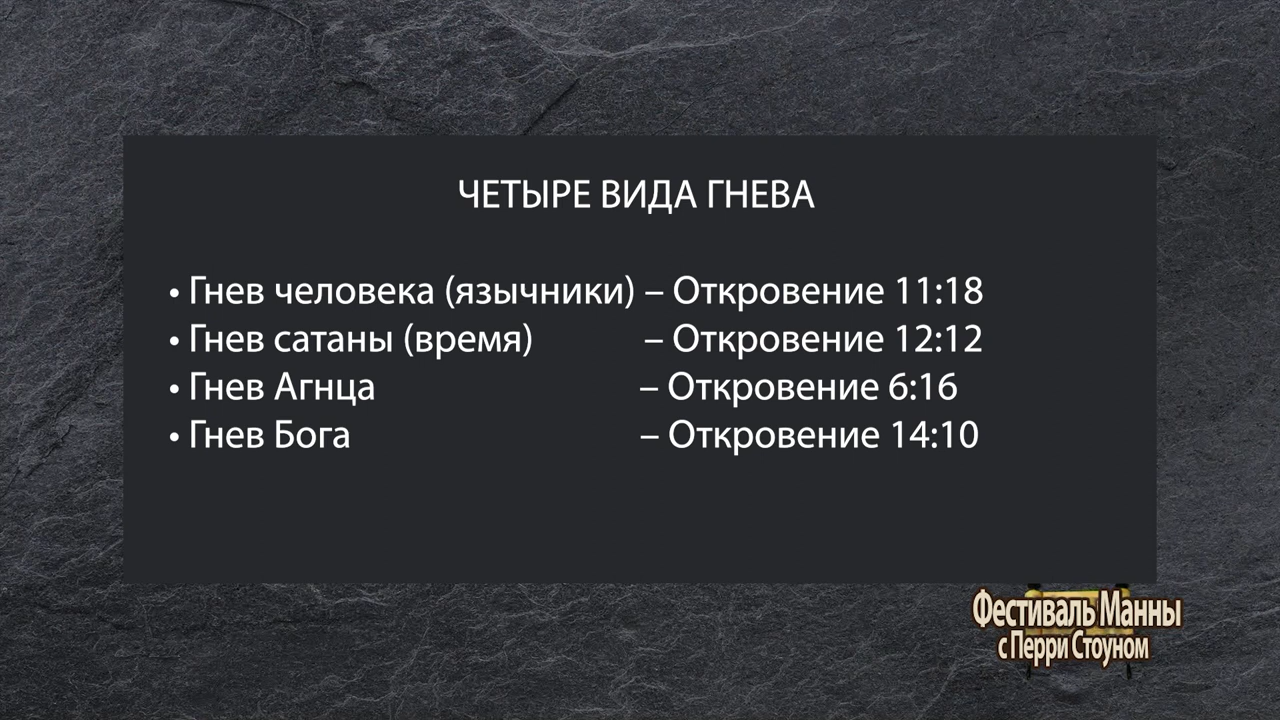 ЧЕТЫРЕ ВИДА ГНЕВА
• Гнев человека (язычники) – Откровение 11:18
• Гнев сатаны (время) – Откровение 12:12
• Гнев Агнца – Откровение 6:16
• Гнев Бога – Откровение 14:10
Фестиваль Манны
с Перри Стоуном